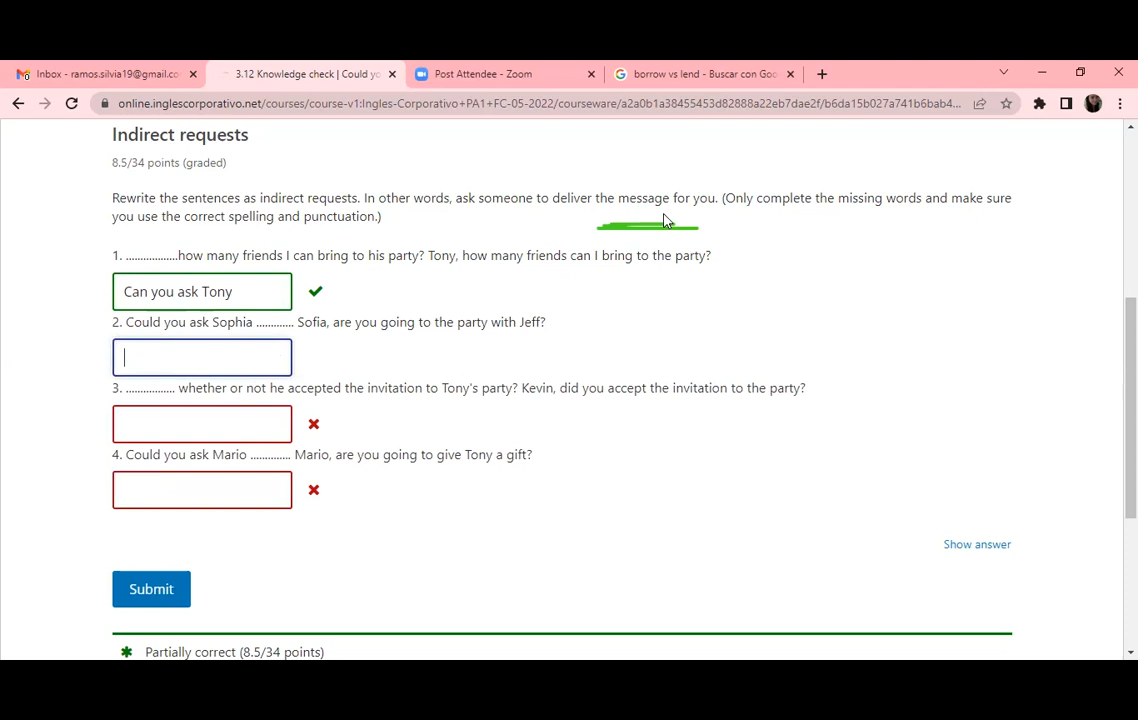 Inbox - ramos.silvia19@gmail.co
3.12 Knowledge check | Could yo
Post Attendee - Zoom
borrow vs lend - Buscar con Goo
online.inglescorporativo.net/courses/course-v1:Ingles-Corporativo+PA1+FC-05-2022/courseware/a2a0b1a38455453d82888a22eb7dae2f/b6da15b027a741b6bab4...
Indirect requests
8.5/34 points (graded)
Rewrite the sentences as indirect requests. In other words, ask someone to deliver the message for you. (Only complete the missing words and make sure
you use the correct spelling and punctuation.)
1. ..................how many friends I can bring to his party? Tony, how many friends can I bring to the party?
Can you ask Tony
2. Could you ask Sophia ............. Sofia, are you going to the party with Jeff?
3. ................. whether or not he accepted the invitation to Tony's party? Kevin, did you accept the invitation to the party?
4. Could you ask Mario .............. Mario, are you going to give Tony a gift?
Show answer
Submit
Partially correct (8.5/34 points)